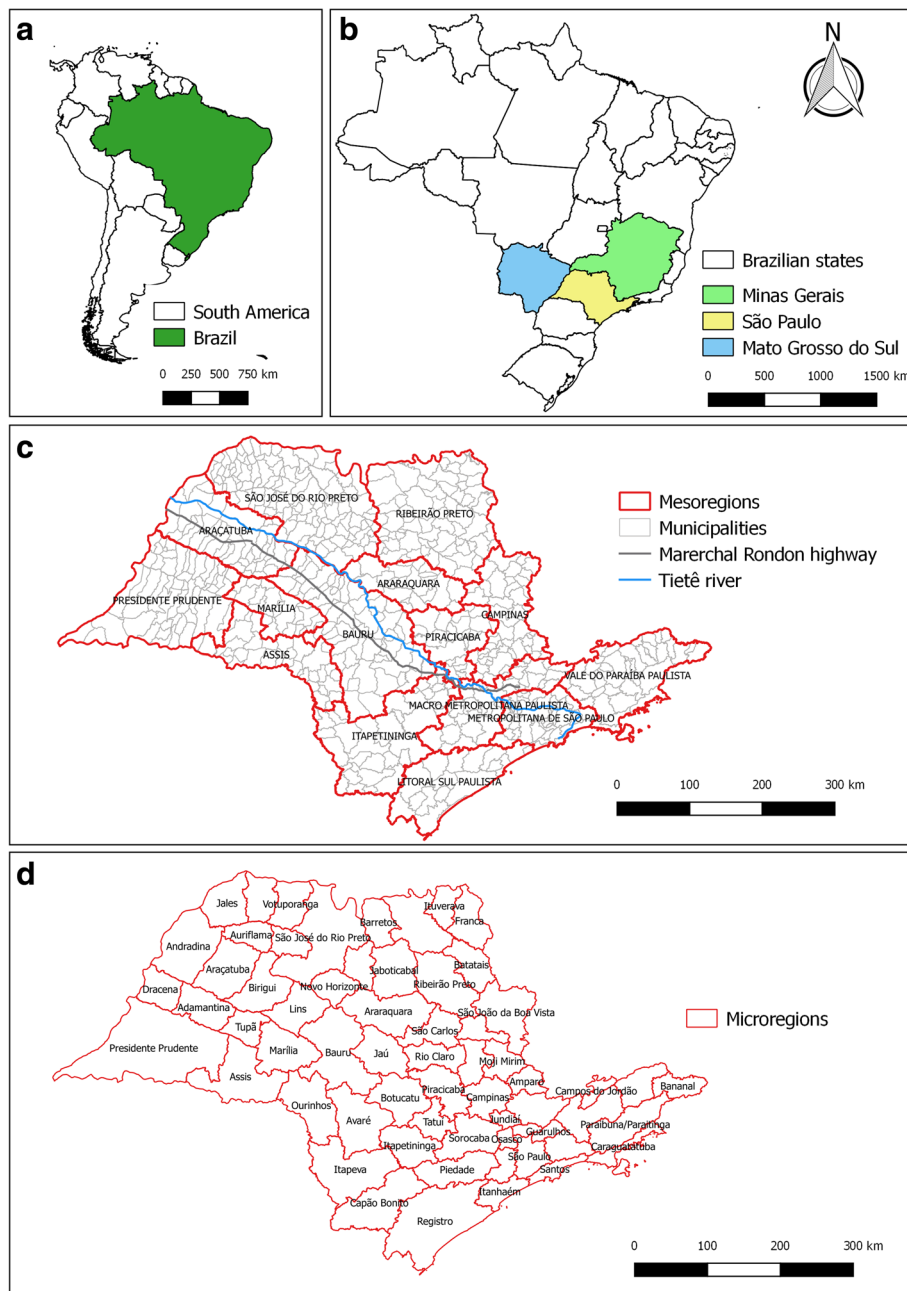 a
South America
Brazil
0 250 500 750 km
b
N
Brazilian states
Minas Gerais
São Paulo
Mato Grosso do Sul
0 500 1000 1500 km
c
SÃO JOSÉ DO RIO PRETO
RIBEIRÃO PRETO
ARAÇATUBA
ARARAQUARA
PRESIDENTE PRUDENTE
MARÍLIA
CAMPINAS
BAURU
PIRACICABA
ASSIS
VALE DO PARAÍBA PAULISTA
MACRO METROPOLITANA PAULISTA
METROPOLITANA DE SÃO PAULO
ITAPETININGA
LITORAL SUL PAULISTA
Mesoregions
Municipalities
Marerchal Rondon highway
Tietê river
0 100 200 300 km
d
Jales
Votuporanga
Ituverava
Franca
Barretos
Auriflama
São José do Rio Preto
Andradina
Araçatuba
Jaboticabal
Batatais
Dracena
Birigui
Novo Horizonte
Ribeirão Preto
Adamantina
Lins
Araraquara
São João da Boa Vista
Tupã
São Carlos
Presidente Prudente
Marília
Bauru
Jaú
Rio Claro
Moji Mirim
Assis
Amparo
Campos do Jordão
Bananal
Ourinhos
Botucatu
Piracicaba
Campinas
Avaré
Tatuí
Jundiaí
Paraibuna/Paraitinga
Guarulhos
Itapetininga
Sorocaba
Osasco
Caraguatatuba
São Paulo
Itapeva
Piedade
Santos
Capão Bonito
Itanhaém
Registro
Microregions
0 100 200 300 km